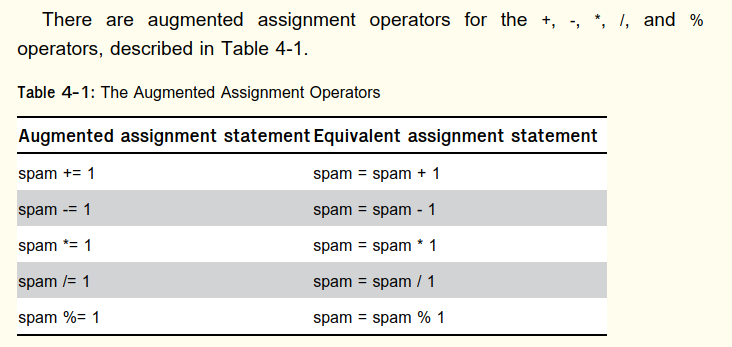 There are augmented assignment operators for the +, -, *, /, and %
operators, described in Table 4-1.
Table 4-1: The Augmented Assignment Operators
Augmented assignment statement Equivalent assignment statement
spam += 1 spam = spam + 1
spam -= 1 spam = spam - 1
spam *= 1 spam = spam * 1
spam /= 1 spam = spam / 1
spam %= 1 spam = spam % 1